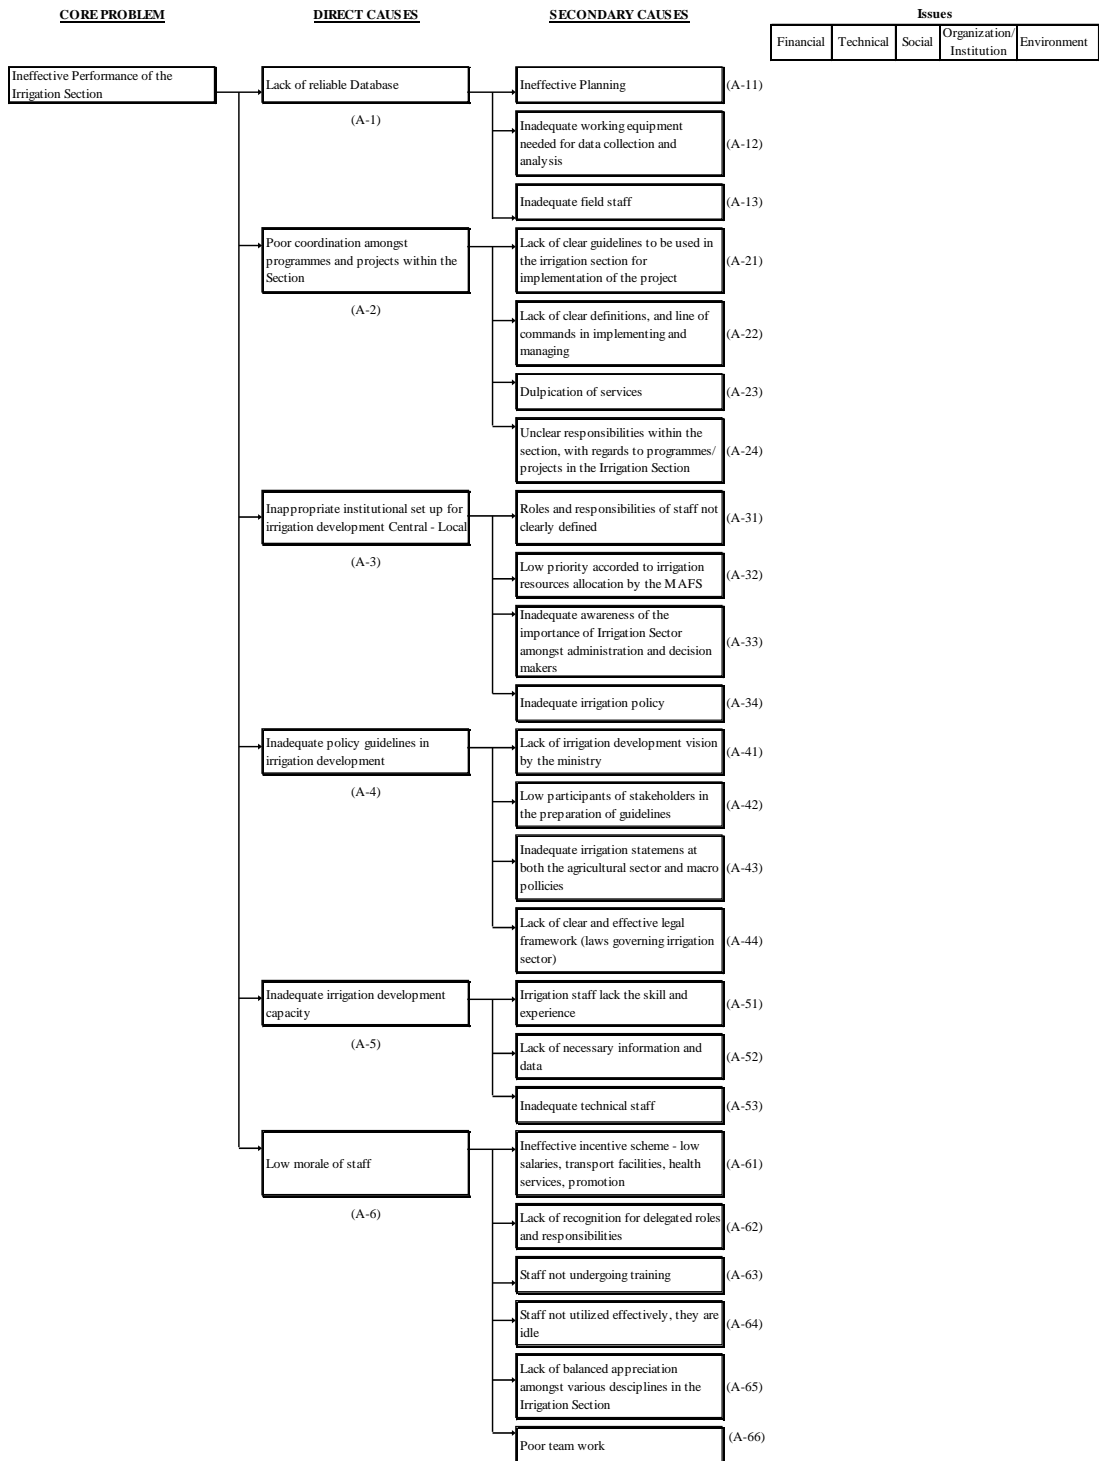 CORE PROBLEM
DIRECT CAUSES
SECONDARY CAUSES
Issues
Financial
Technical
Social
Organization/
Institution
Environment
Ineffective Performance of the
Irrigation Section
Lack of reliable Database
(A-1)
Ineffective Planning
(A-11)
Inadequate working equipment
needed for data collection and
analysis
(A-12)
Inadequate field staff
(A-13)
Poor coordination amongst
programmes and projects within the
Section
(A-2)
Lack of clear guidelines to be used in
the irrigation section for
implementation of the project
(A-21)
Lack of clear definitions, and line of
commands in implementing and
managing
(A-22)
Dulpication of services
(A-23)
Unclear responsibilities within the
section, with regards to programmes/
projects in the Irrigation Section
(A-24)
Inappropriate institutional set up for
irrigation development Central - Local
(A-3)
Roles and responsibilities of staff not
clearly defined
(A-31)
Low priority accorded to irrigation
resources allocation by the MAFS
(A-32)
Inadequate awareness of the
importance of Irrigation Sector
amongst administration and decision
makers
(A-33)
Inadequate irrigation policy
(A-34)
Inadequate policy guidelines in
irrigation development
(A-4)
Lack of irrigation development vision
by the ministry
(A-41)
Low participants of stakeholders in
the preparation of guidelines
(A-42)
Inadequate irrigation statemens at
both the agricultural sector and macro
pollicies
(A-43)
Lack of clear and effective legal
framework (laws governing irrigation
sector)
(A-44)
Inadequate irrigation development
capacity
(A-5)
Irrigation staff lack the skill and
experience
(A-51)
Lack of necessary information and
data
(A-52)
Inadequate technical staff
(A-53)
Low morale of staff
(A-6)
Ineffective incentive scheme - low
salaries, transport facilities, health
services, promotion
(A-61)
Lack of recognition for delegated roles
and responsibilities
(A-62)
Staff not undergoing training
(A-63)
Staff not utilized effectively, they are
idle
(A-64)
Lack of balanced appreciation
amongst various desciplines in the
Irrigation Section
(A-65)
Poor team work
(A-66)